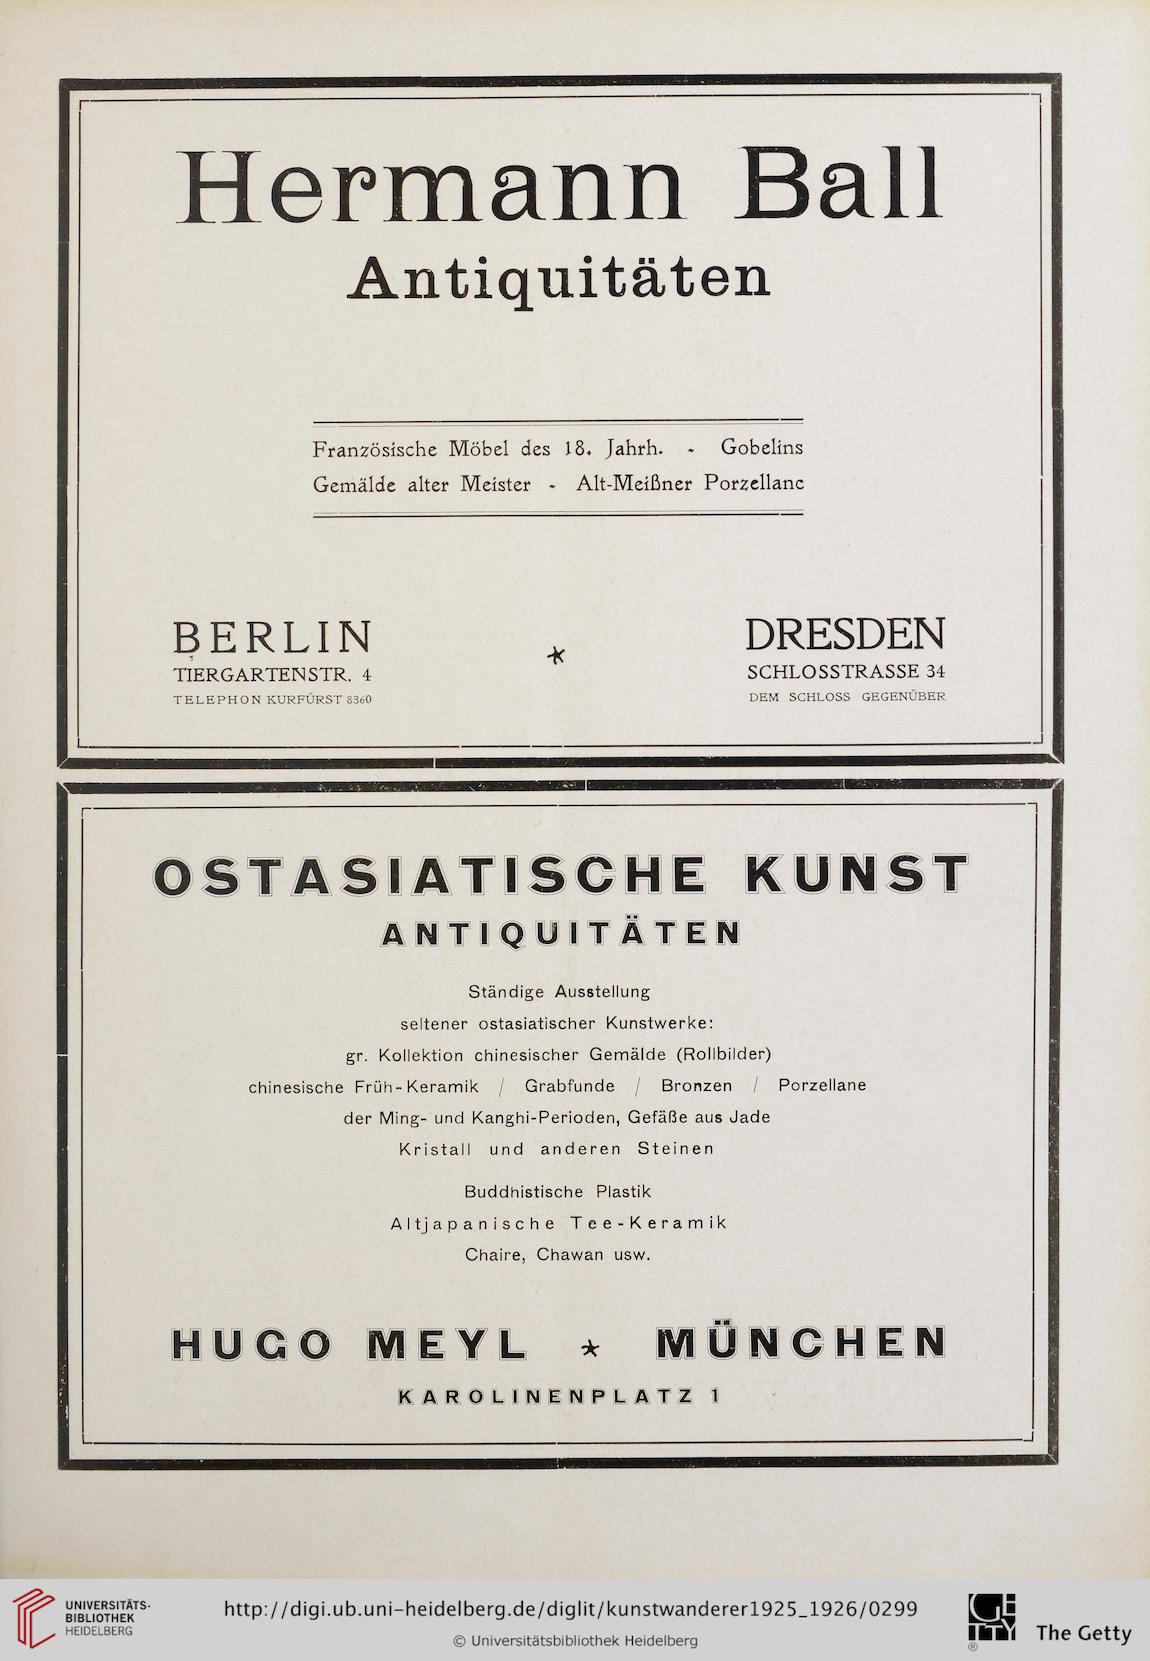 Hermann Ball
Antiquitäten
Französische Möbel des 18. Jahrh. - Gobelins
Gemälde alter Meister - Alt-Meißner Porzellane
BERLIN
TIERGARTENSTR. 4
TELEPHON KURFÜRST 8360
*
DRESDEN
SCHLOSSTRASSE 34
DEM SCHLOSS GEGENÜBER
OSTASIATISCHE KUNST
ANTIQUITÄTEN
Ständige Ausstellung
seltener ostasiatischer Kunstwerke:
gr. Kollektion chinesischer Gemälde (Rollbilder)
chinesische Früh-Keramik / Grabfunde / Bronzen / Porzellane
der Ming- und Kanghi-Perioden, Gefäße aus Jade
Kristall und anderen Steinen
Buddhistische Plastik
Altjapanische Tee-Keramik
Chaire, Chawan usw.
HUGO MEYL * MÜNCHEN
KAROLINENPLATZ 1
UNIVERSITÄTS-
BIBLIOTHEK
HEIDELBERG
http://digi.ub.uni-heidelberg.de/diglit/kunstwanderer1925_1926/0299
© Universitätsbibliothek Heidelberg
GETTY
®
The Getty